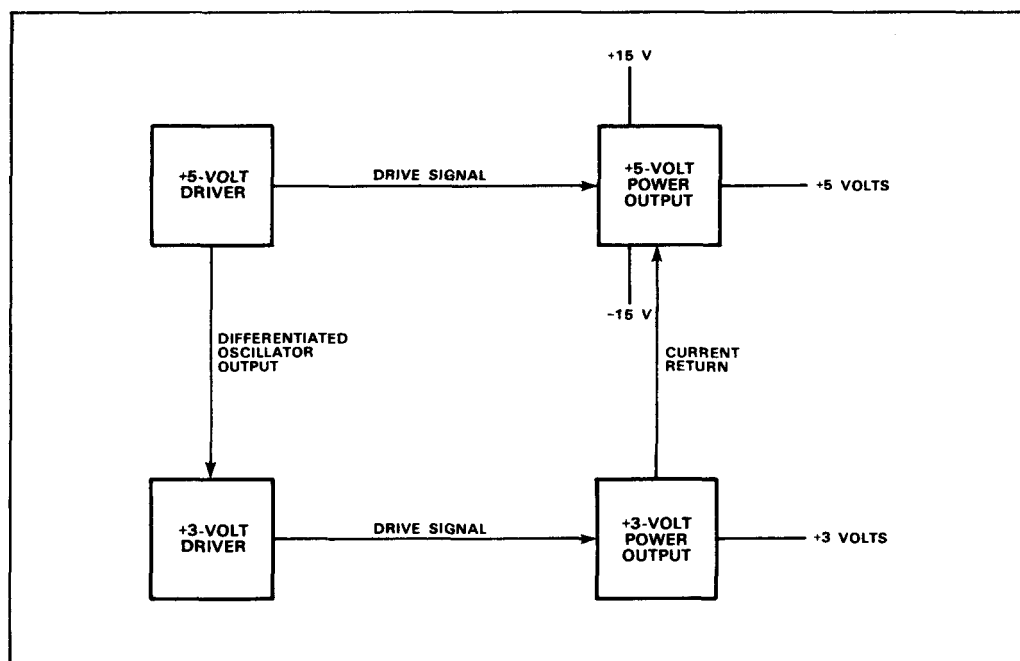 +15 V
+5-VOLT
DRIVER
DRIVE SIGNAL
+5-VOLT
POWER
OUTPUT
+5 VOLTS
-15 V
DIFFERENTIATED
OSCILLATOR
OUTPUT
CURRENT
RETURN
+3-VOLT
DRIVER
DRIVE SIGNAL
+3-VOLT
POWER
OUTPUT
+3 VOLTS